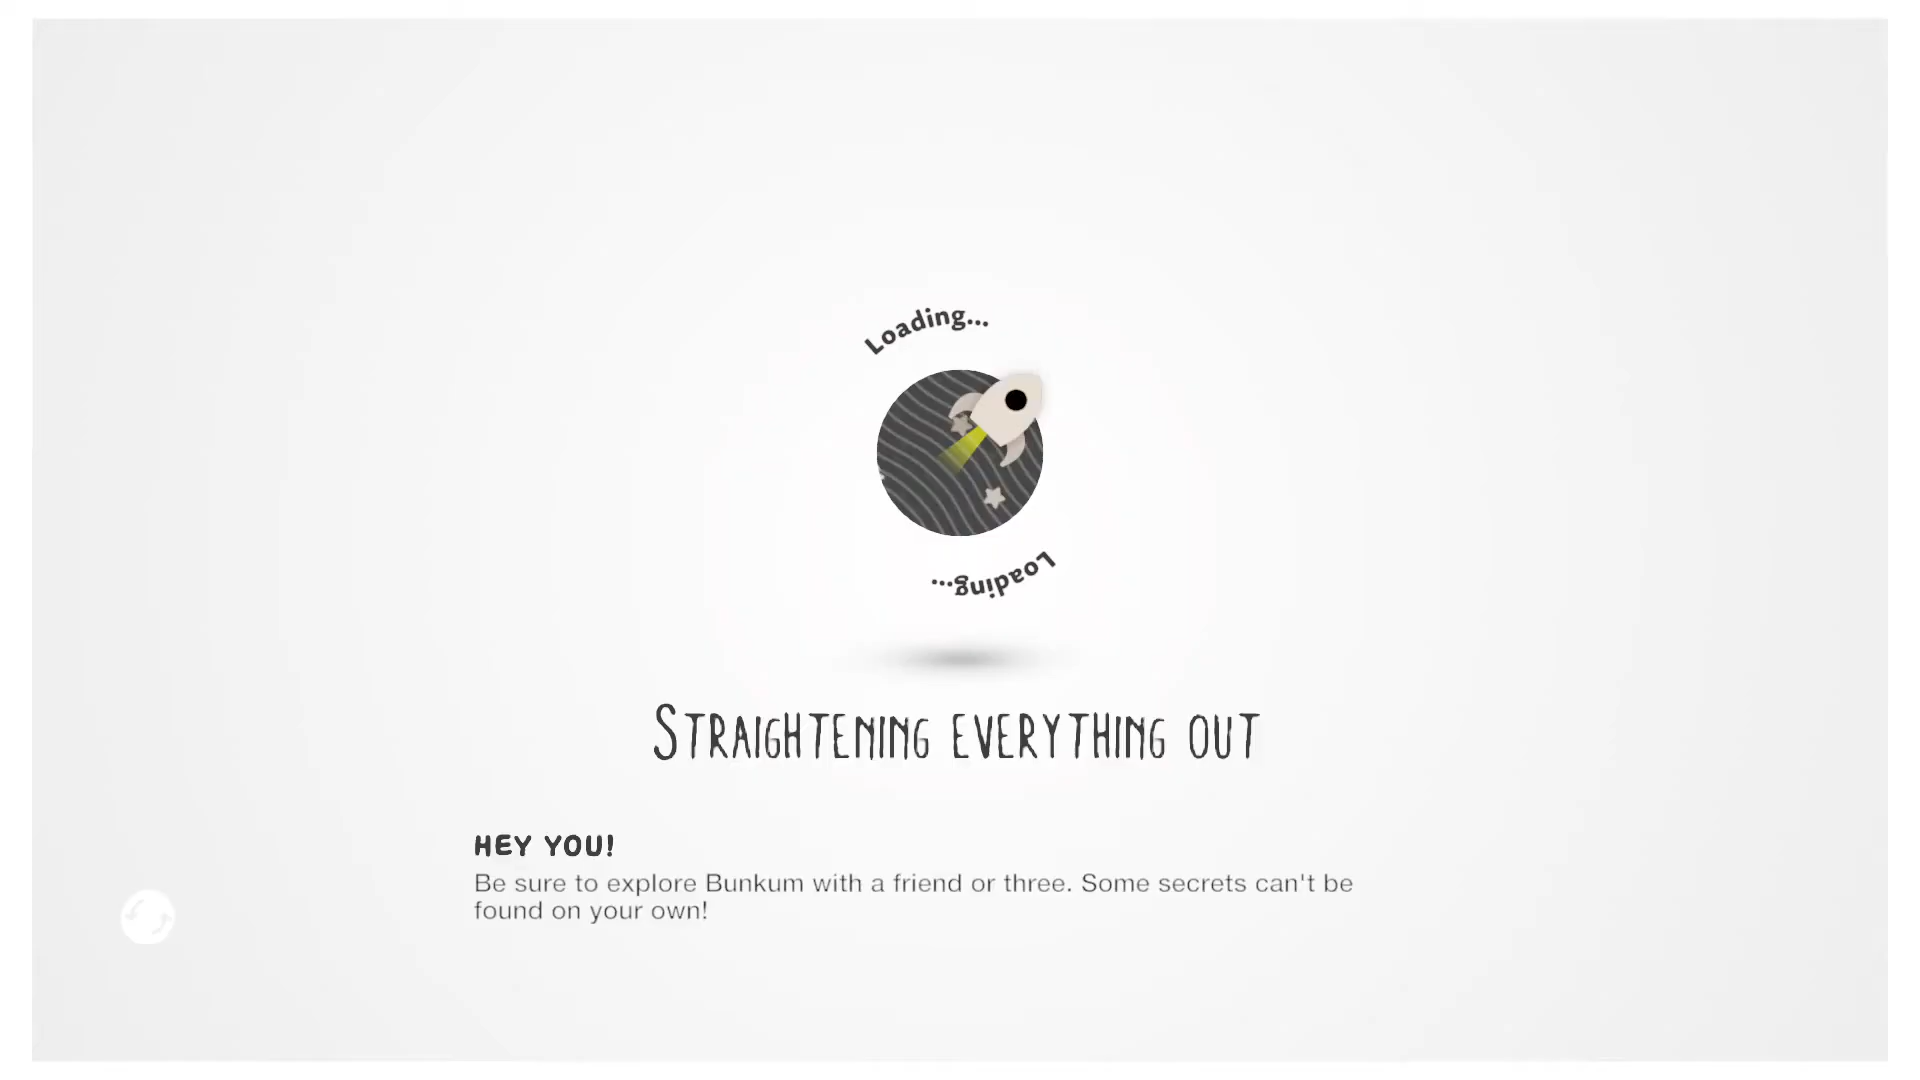 Loading...
Loading...
STRAIGHTENING EVERYTHING OUT
HEY YOU!
Be sure to explore Bunkum with a friend or three. Some secrets can't be
found on your own!